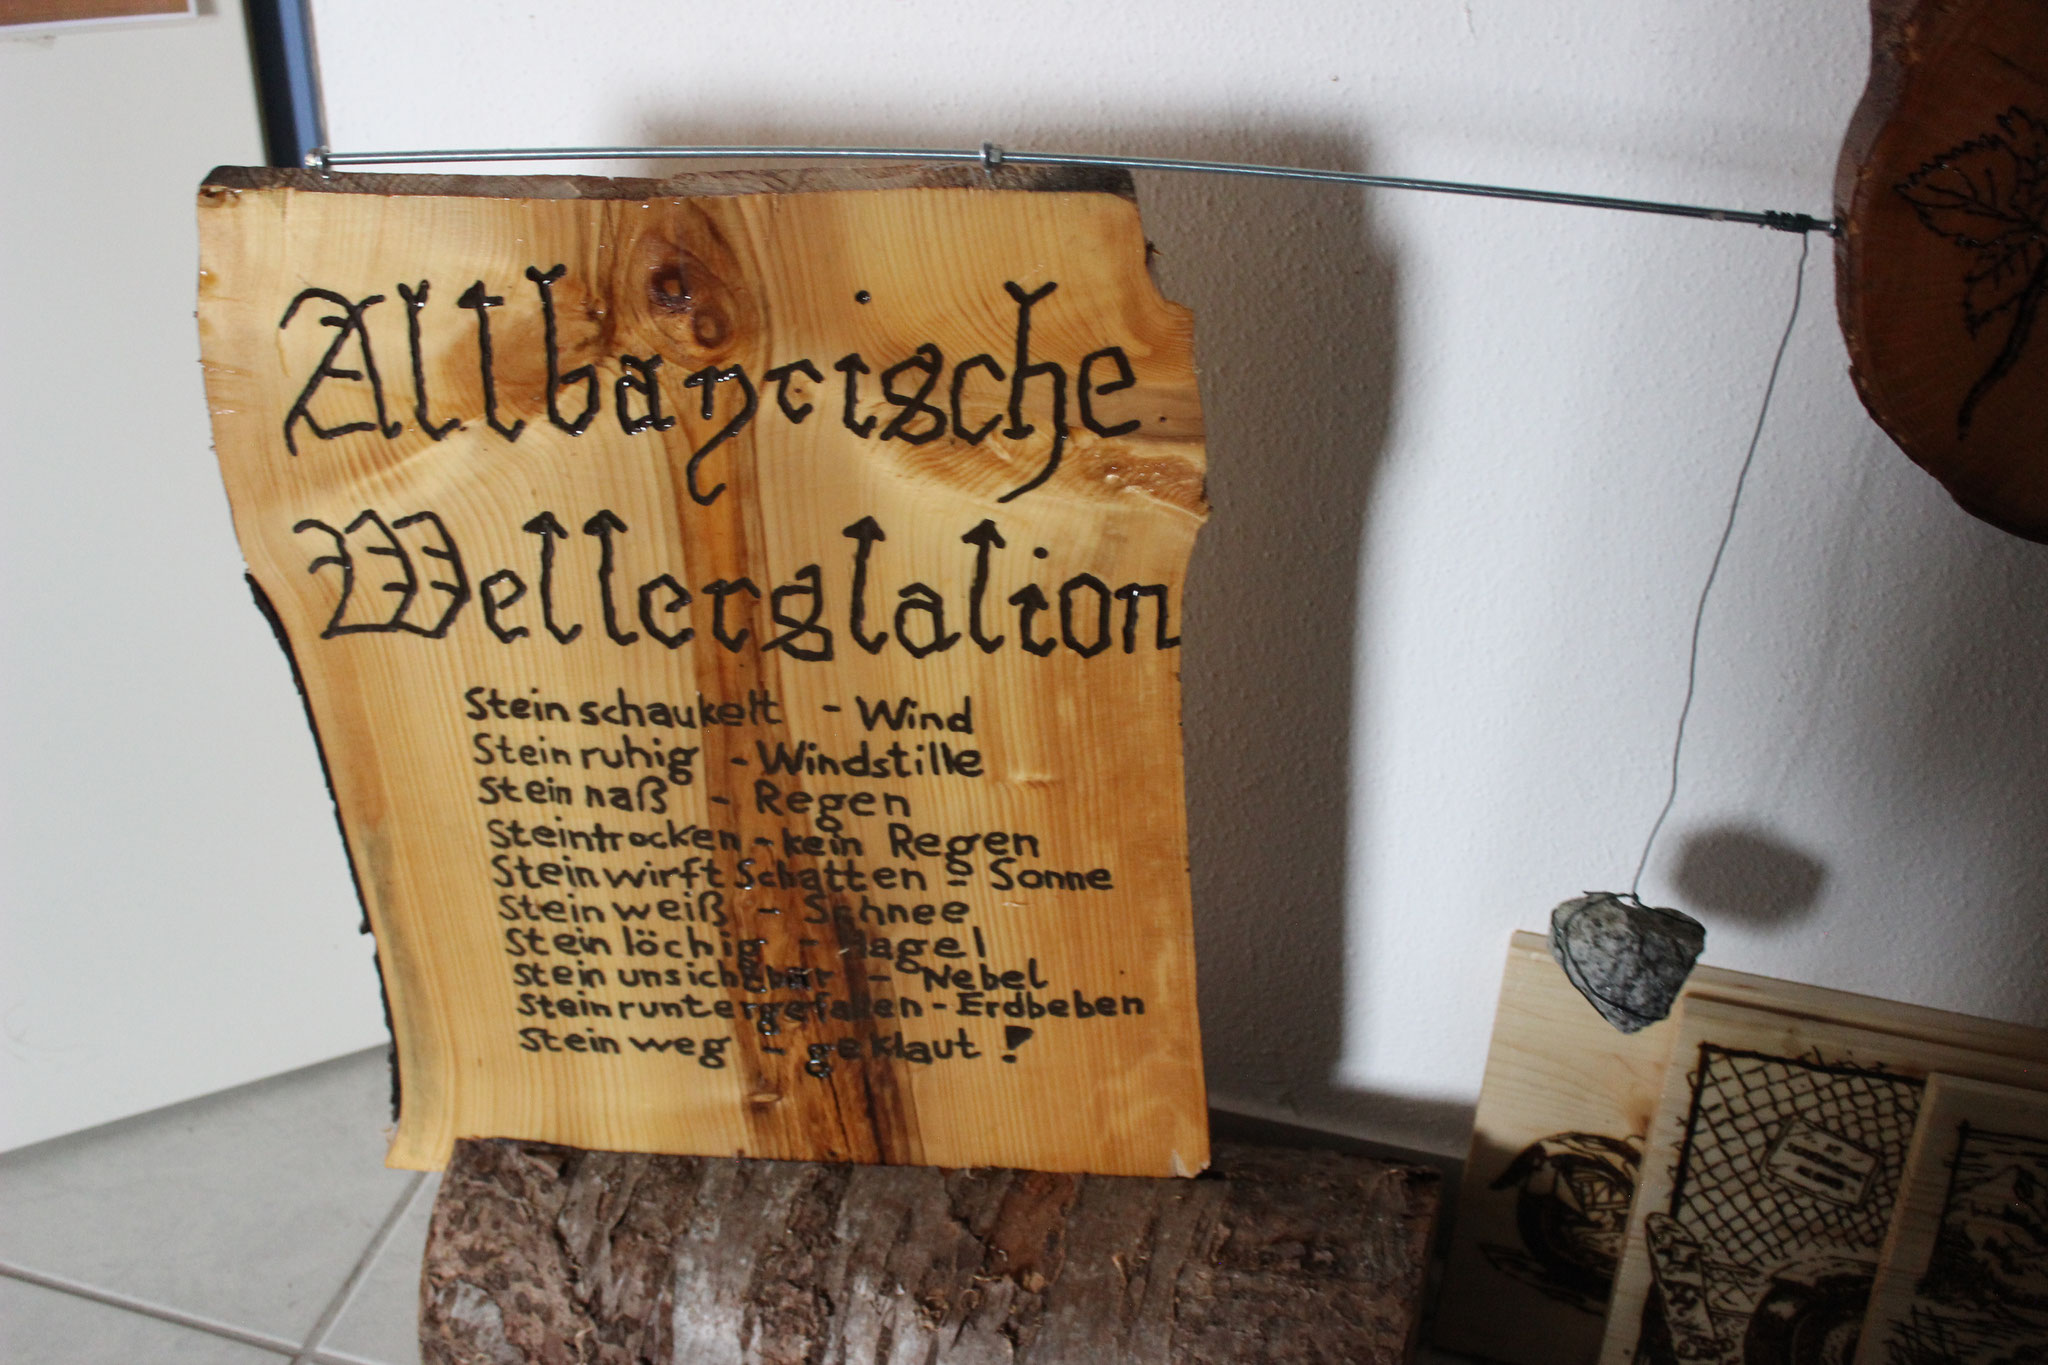 Altbayrische
Wetterstation
Stein schaukelt - Wind
Stein ruhig - Windstille
Stein naß - Regen
Stein trocken - kein Regen
Stein wirft Schatten - Sonne
Stein weiß - Schnee
Stein löchig - Hagel
Stein unsichtbar - Nebel
Stein runtergefallen - Erdbeben
Stein weg - geklaut !